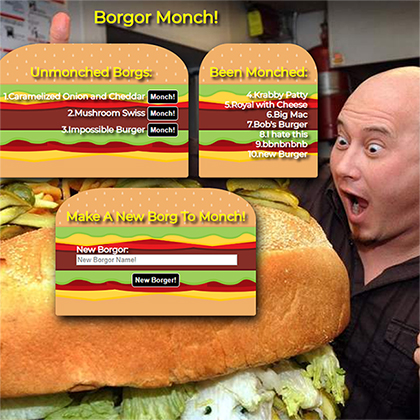 Borgor Monch!
Unmonched Borgs:
1.Caramelized Onion and Cheddar Monch!
2.Mushroom Swiss Monch!
3.Impossible Burger Monch!
Been Monched:
4.Krabby Patty
5.Royal with Cheese
6.Big Mac
7.Bob's Burger
8.I hate this
9.bbnbnbnb
10.new Burger
Make A New Borg To Monch!
New Borgor:
New Borgor Name!
New Borger!